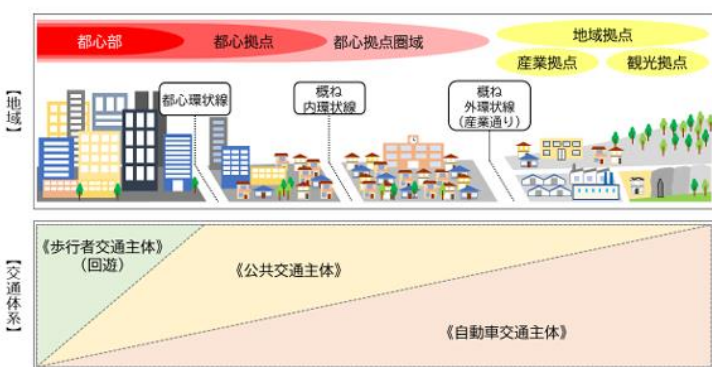 都心部
都心拠点
都心拠点圏域
地域拠点
産業拠点
観光拠点
【地域】
都心環状線
概ね
内環状線
概ね
外環状線
（産業通り）
【交通体系】
《歩行者交通主体》
（回遊）
《公共交通主体》
《自動車交通主体》